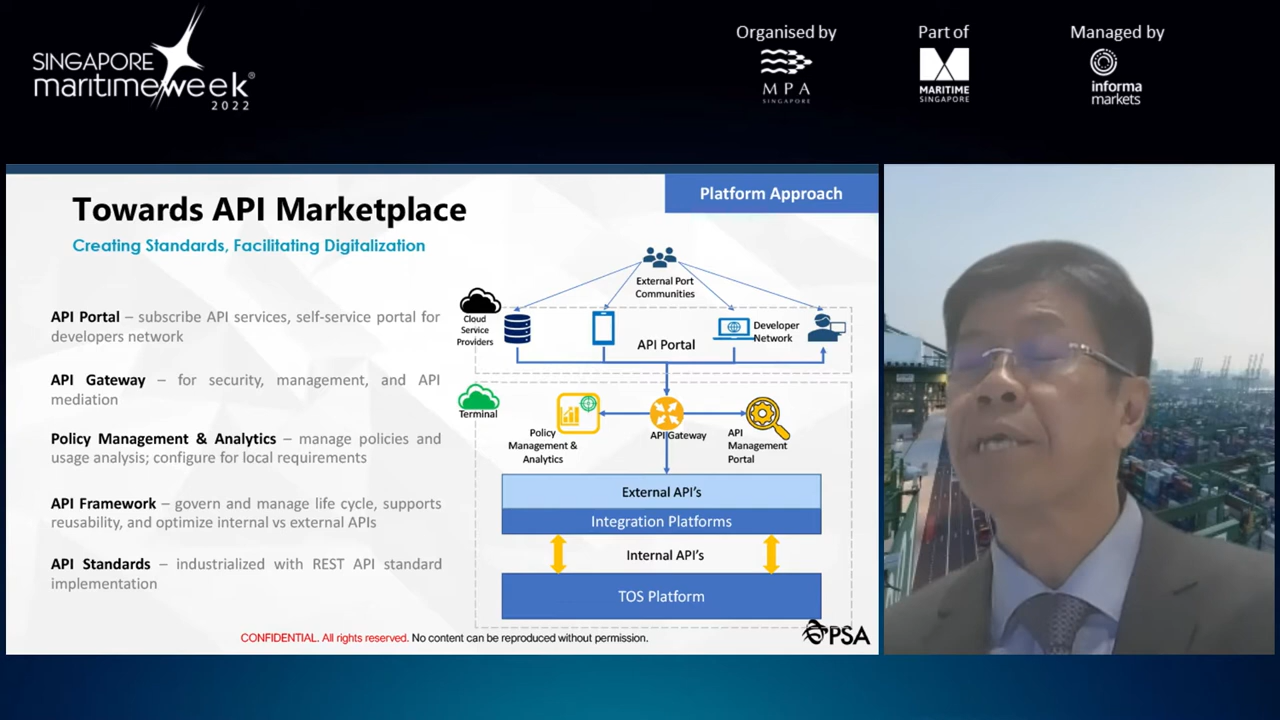 SINGAPORE
maritimeweek®
2022
Organised by
MPA
SINGAPORE
Part of
MARITIME
SINGAPORE
Managed by
informa
markets
Platform Approach
Towards API Marketplace
Creating Standards, Facilitating Digitalization
API Portal – subscribe API services, self-service portal for
developers network
API Gateway – for security, management, and API
mediation
Policy Management & Analytics – manage policies and
usage analysis; configure for local requirements
API Framework – govern and manage life cycle, supports
reusability, and optimize internal vs external APIs
API Standards – industrialized with REST API standard
implementation
External Port
Communities
Cloud
Service
Providers
Developer
Network
API Portal
Terminal
Policy
Management &
Analytics
API Gateway
API
Management
Portal
External API's
Integration Platforms
Internal API's
TOS Platform
CONFIDENTIAL. All rights reserved. No content can be reproduced without permission.
PSA